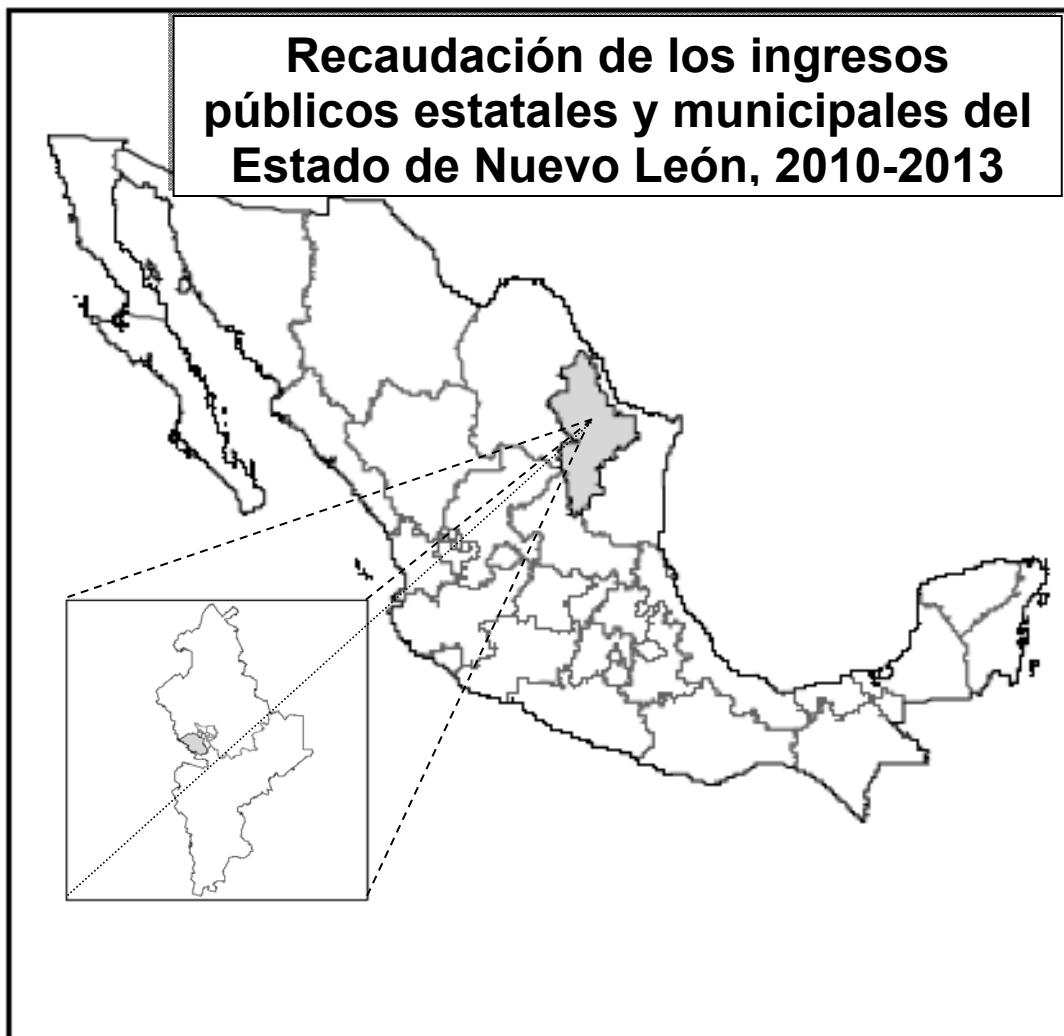 Recaudación de los ingresos
públicos estatales y municipales del
Estado de Nuevo León, 2010-2013